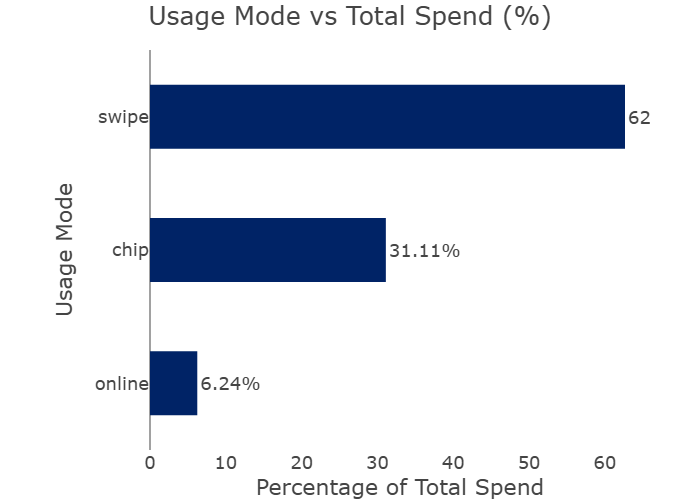 Usage Mode vs Total Spend (%)
swipe
62
chip
31.11%
online
6.24%
Usage Mode
0 10 20 30 40 50 60
Percentage of Total Spend